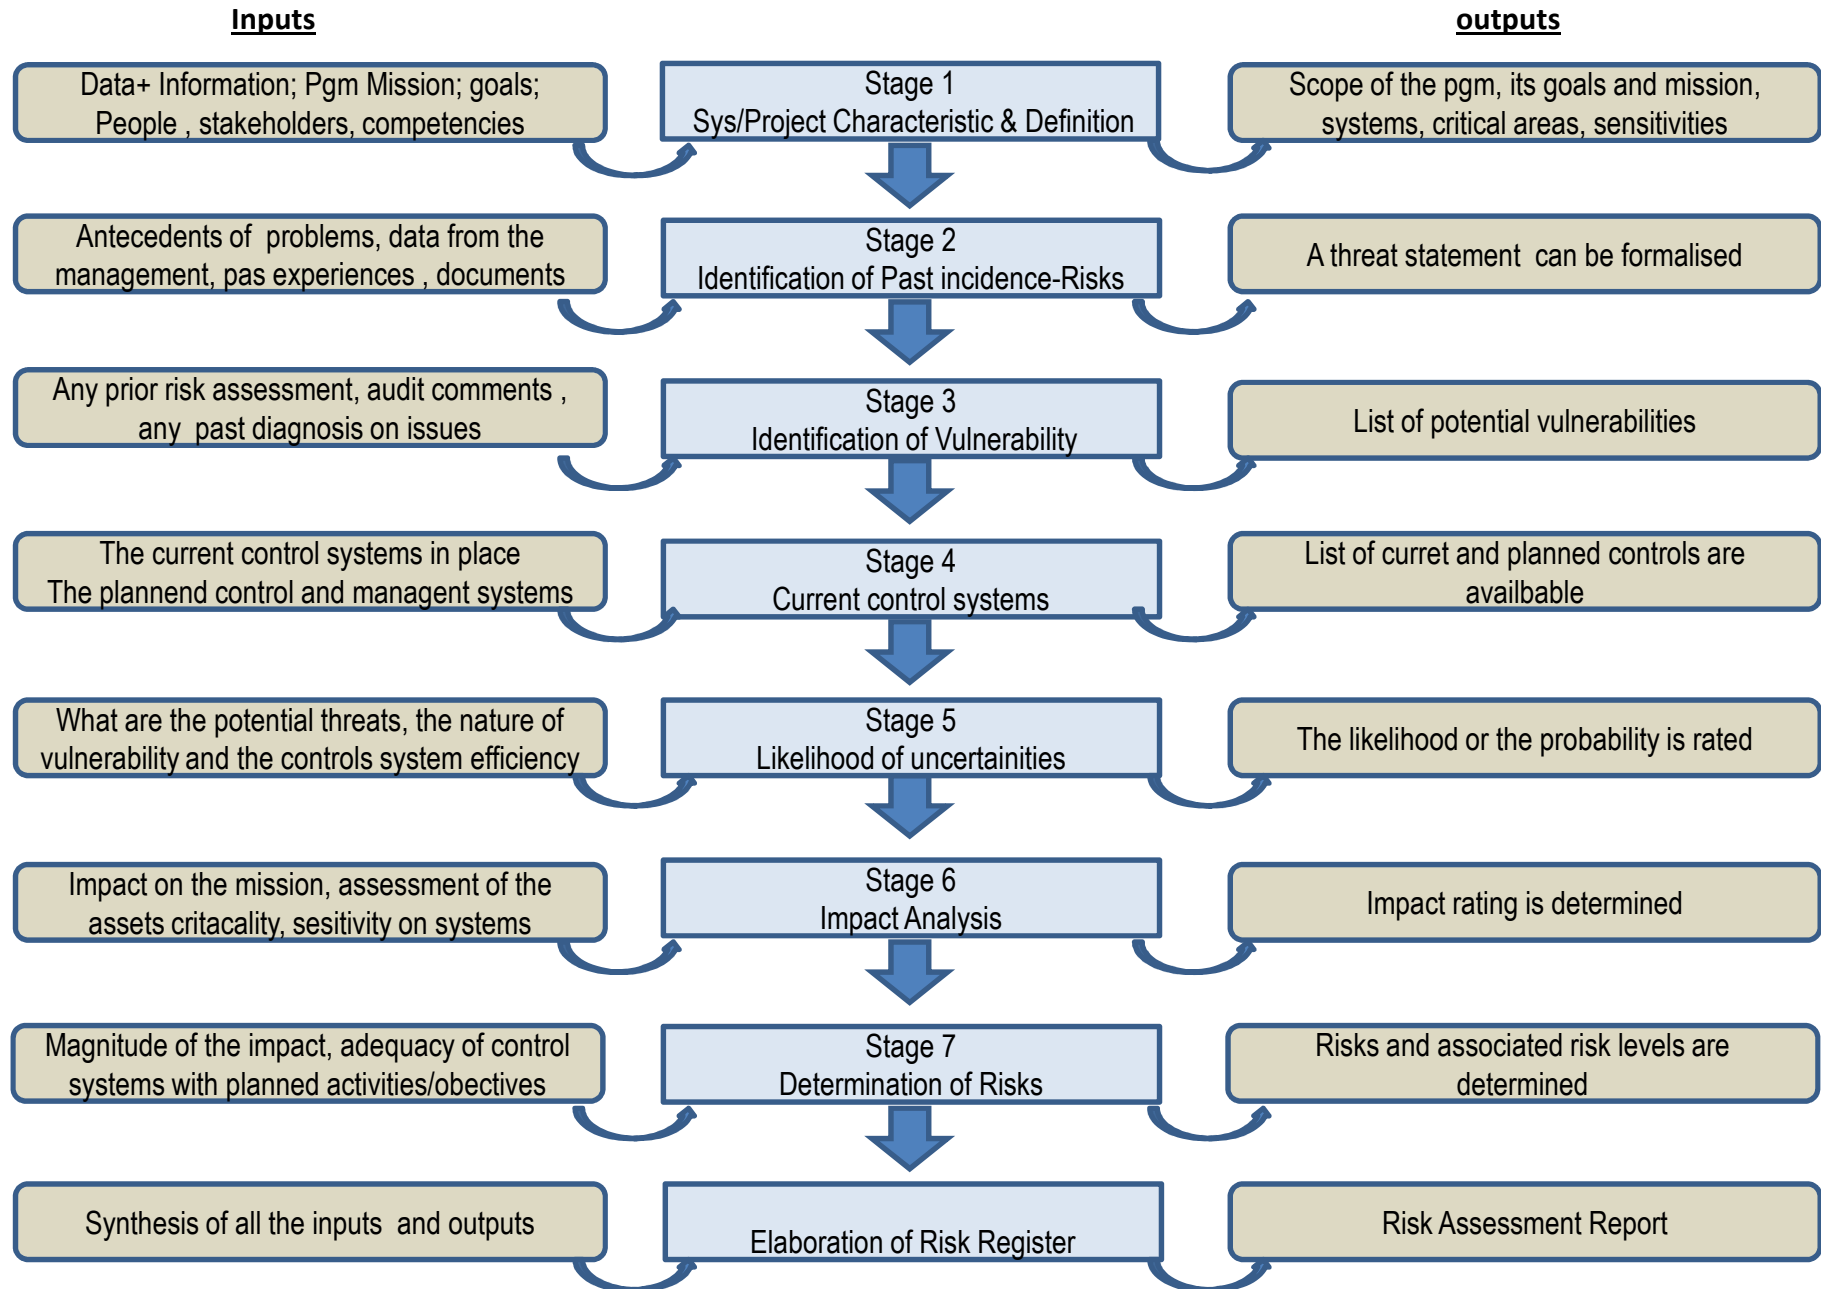 Inputs
outputs
Data+ Information; Pgm Mission; goals;
People , stakeholders, competencies
Stage 1
Sys/Project Characteristic & Definition
Scope of the pgm, its goals and mission,
systems, critical areas, sensitivities
Antecedents of problems, data from the
management, pas experiences , documents
Stage 2
Identification of Past incidence-Risks
A threat statement can be formalised
Any prior risk assessment, audit comments ,
any past diagnosis on issues
Stage 3
Identification of Vulnerability
List of potential vulnerabilities
The current control systems in place
The plannend control and managent systems
Stage 4
Current control systems
List of curret and planned controls are
availbable
What are the potential threats, the nature of
vulnerability and the controls system efficiency
Stage 5
Likelihood of uncertainities
The likelihood or the probability is rated
Impact on the mission, assessment of the
assets critacality, sesitivity on systems
Stage 6
Impact Analysis
Impact rating is determined
Magnitude of the impact, adequacy of control
systems with planned activities/obectives
Stage 7
Determination of Risks
Risks and associated risk levels are
determined
Synthesis of all the inputs and outputs
Elaboration of Risk Register
Risk Assessment Report